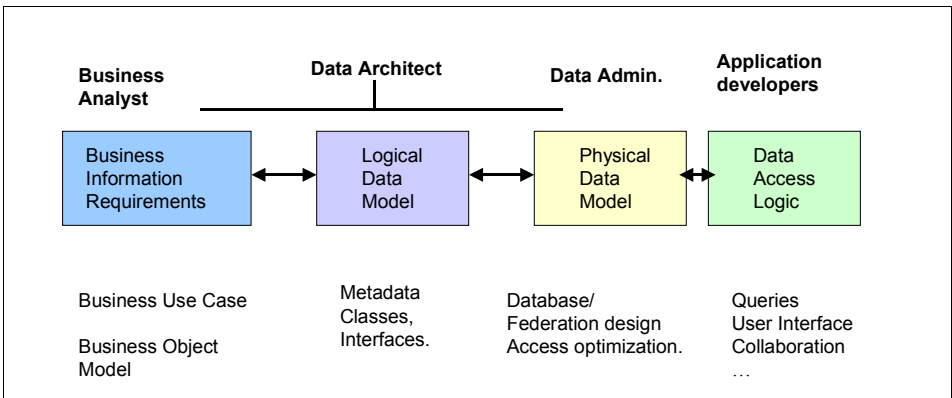 Business
Analyst
Data Architect
Data Admin.
Application
developers
Business
Information
Requirements
Logical
Data
Model
Physical
Data
Model
Data
Access
Logic
Business Use Case
Business Object
Model
Metadata
Classes,
Interfaces.
Database/
Federation design
Access optimization.
Queries
User Interface
Collaboration
…